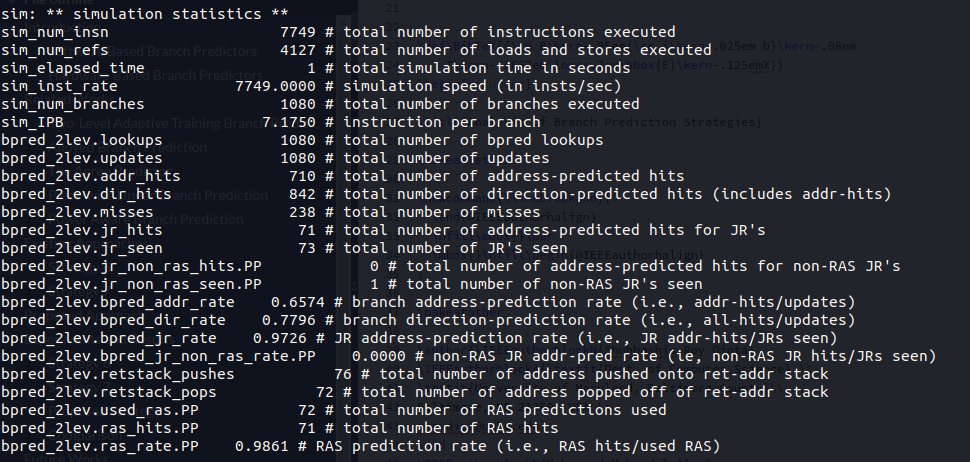 sim: ** simulation statistics **
sim_num_insn 7749 # total number of instructions executed
sim_num_refs 4127 # total number of loads and stores executed
sim_elapsed_time 1 # total simulation time in seconds
sim_inst_rate 7749.0000 # simulation speed (in insts/sec)
sim_num_branches 1080 # total number of branches executed
sim_IPB 7.1750 # instruction per branch
bpred_2lev.lookups 1080 # total number of bpred lookups
bpred_2lev.updates 1080 # total number of updates
bpred_2lev.addr_hits 710 # total number of address-predicted hits
bpred_2lev.dir_hits 842 # total number of direction-predicted hits (includes addr-hits)
bpred_2lev.misses 238 # total number of misses
bpred_2lev.jr_hits 71 # total number of address-predicted hits for JR's
bpred_2lev.jr_seen 73 # total number of JR's seen
bpred_2lev.jr_non_ras_hits.PP 0 # total number of address-predicted hits for non-RAS JR's
bpred_2lev.jr_non_ras_seen.PP 1 # total number of non-RAS JR's seen
bpred_2lev.bpred_addr_rate 0.6574 # branch address-prediction rate (i.e., addr-hits/updates)
bpred_2lev.bpred_dir_rate 0.7796 # branch direction-prediction rate (i.e., all-hits/updates)
bpred_2lev.bpred_jr_rate 0.9726 # JR address-prediction rate (i.e., JR addr-hits/JRs seen)
bpred_2lev.bpred_jr_non_ras_rate.PP 0.0000 # non-RAS JR addr-pred rate (ie, non-RAS JR hits/JRs seen)
bpred_2lev.retstack_pushes 76 # total number of address pushed onto ret-addr stack
bpred_2lev.retstack_pops 72 # total number of address popped off of ret-addr stack
bpred_2lev.used_ras.PP 72 # total number of RAS predictions used
bpred_2lev.ras_hits.PP 71 # total number of RAS hits
bpred_2lev.ras_rate.PP 0.9861 # RAS prediction rate (i.e., RAS hits/used RAS)